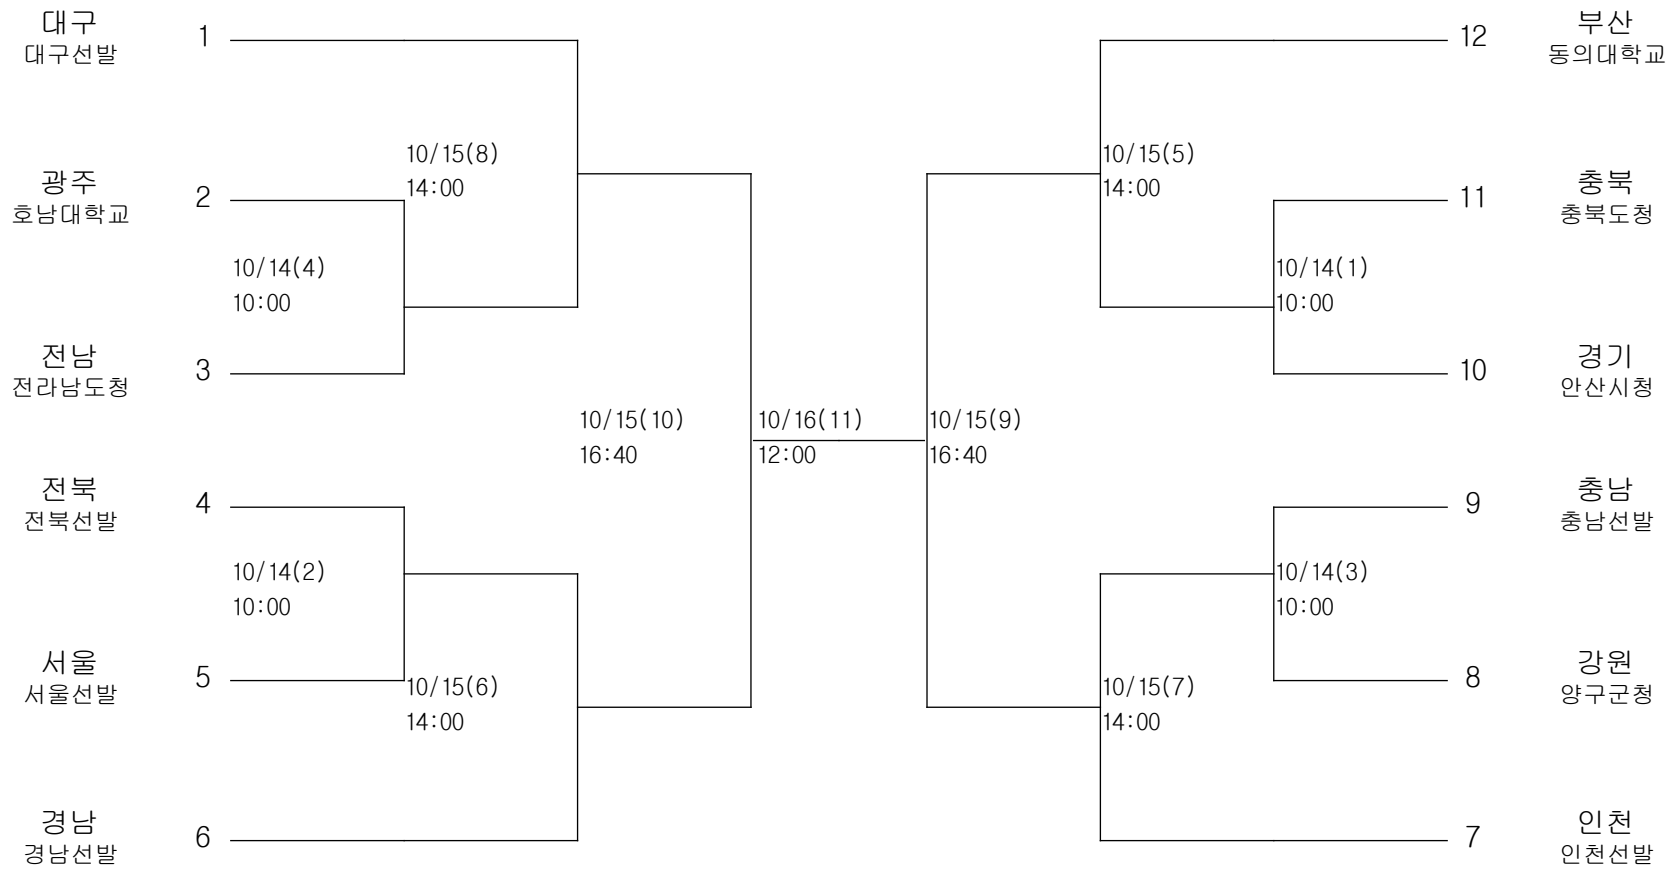 대구
대구선발
1
12
부산
동의대학교
10/15(8)
14:00
10/15(5)
14:00
광주
호남대학교
2
11
충북
충북도청
10/14(4)
10:00
10/14(1)
10:00
전남
전라남도청
3
10
경기
안산시청
10/15(10)
16:40
10/16(11)
12:00
10/15(9)
16:40
전북
전북선발
4
9
충남
충남선발
10/14(2)
10:00
10/14(3)
10:00
서울
서울선발
5
8
강원
양구군청
10/15(6)
14:00
10/15(7)
14:00
경남
경남선발
6
7
인천
인천선발